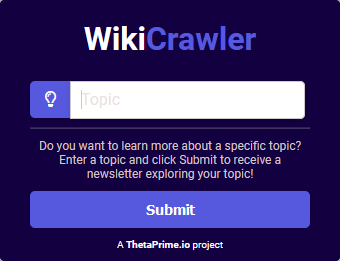 WikiCrawler
Topic
Do you want to learn more about a specific topic?
Enter a topic and click Submit to receive a
newsletter exploring your topic!
Submit
A ThetaPrime.io project